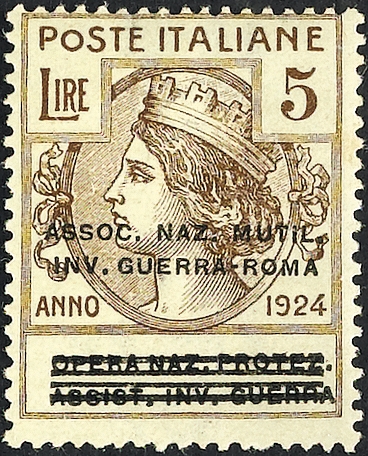 POSTE ITALIANE
LIRE 5
ASSOC. NAZ. MUTIL.
INV. GUERRA-ROMA
ANNO 1924
OPERA NAZ. PROTEZ.
ASSIST. INV. GUERRA